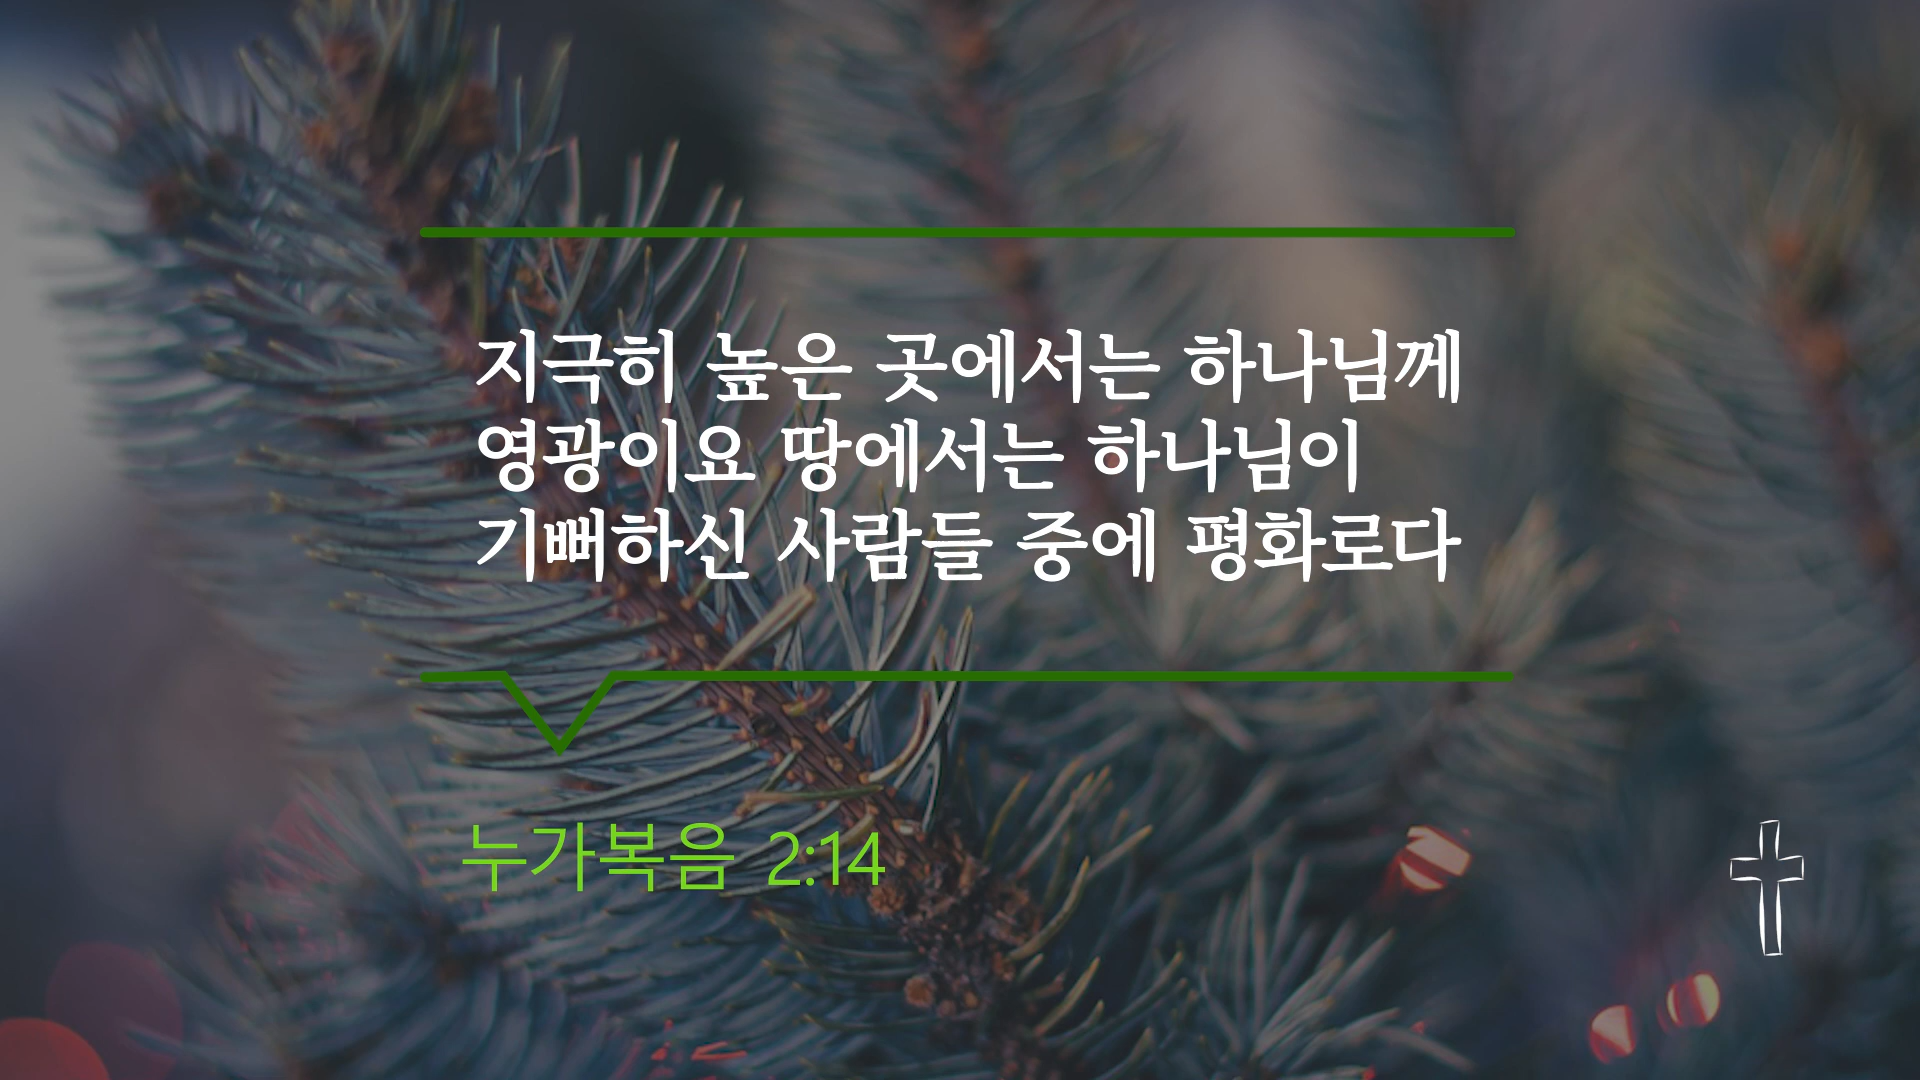 지극히 높은 곳에서는 하나님께
영광이요 땅에서는 하나님이
기뻐하신 사람들 중에 평화로다
누가복음 2:14